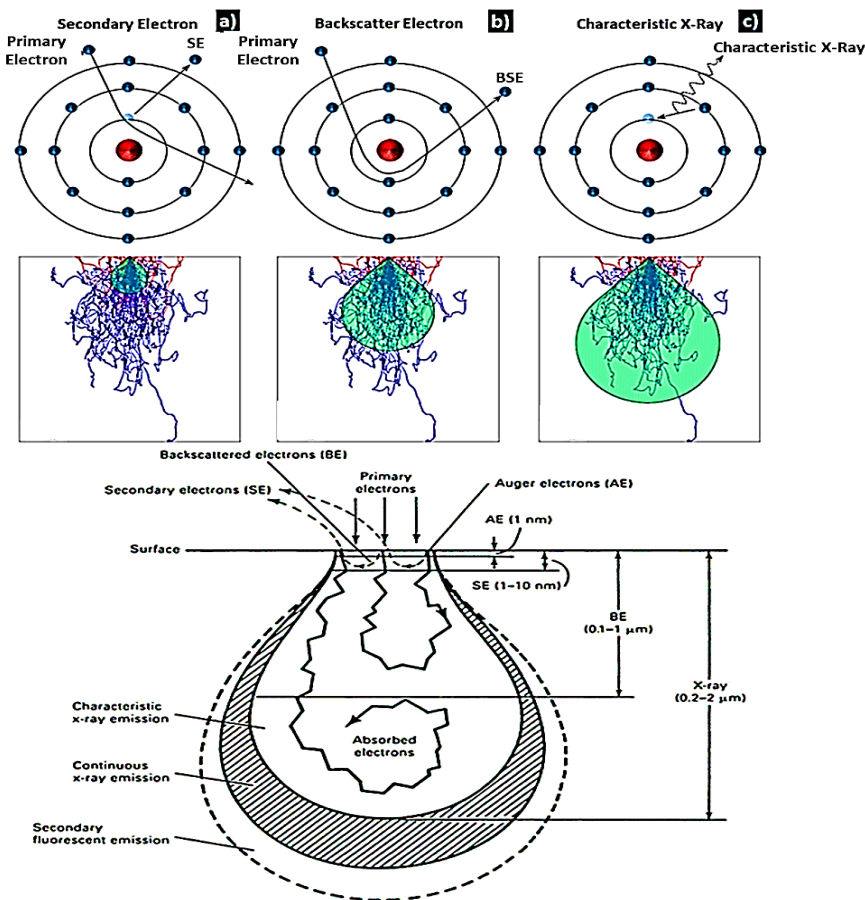 Secondary Electron
a)
Primary
Electron
SE
Backscatter Electron
b)
Primary
Electron
BSE
Characteristic X-Ray
c)
Characteristic X-Ray
Backscattered electrons (BE)
Secondary electrons (SE)
Primary
electrons
Auger electrons (AE)
AE (1 nm)
Surface
SE (1–10 nm)
BE
(0.1–1 μm)
X-ray
(0.2–2 μm)
Characteristic
x-ray emission
Absorbed
electrons
Continuous
x-ray emission
Secondary
fluorescent emission